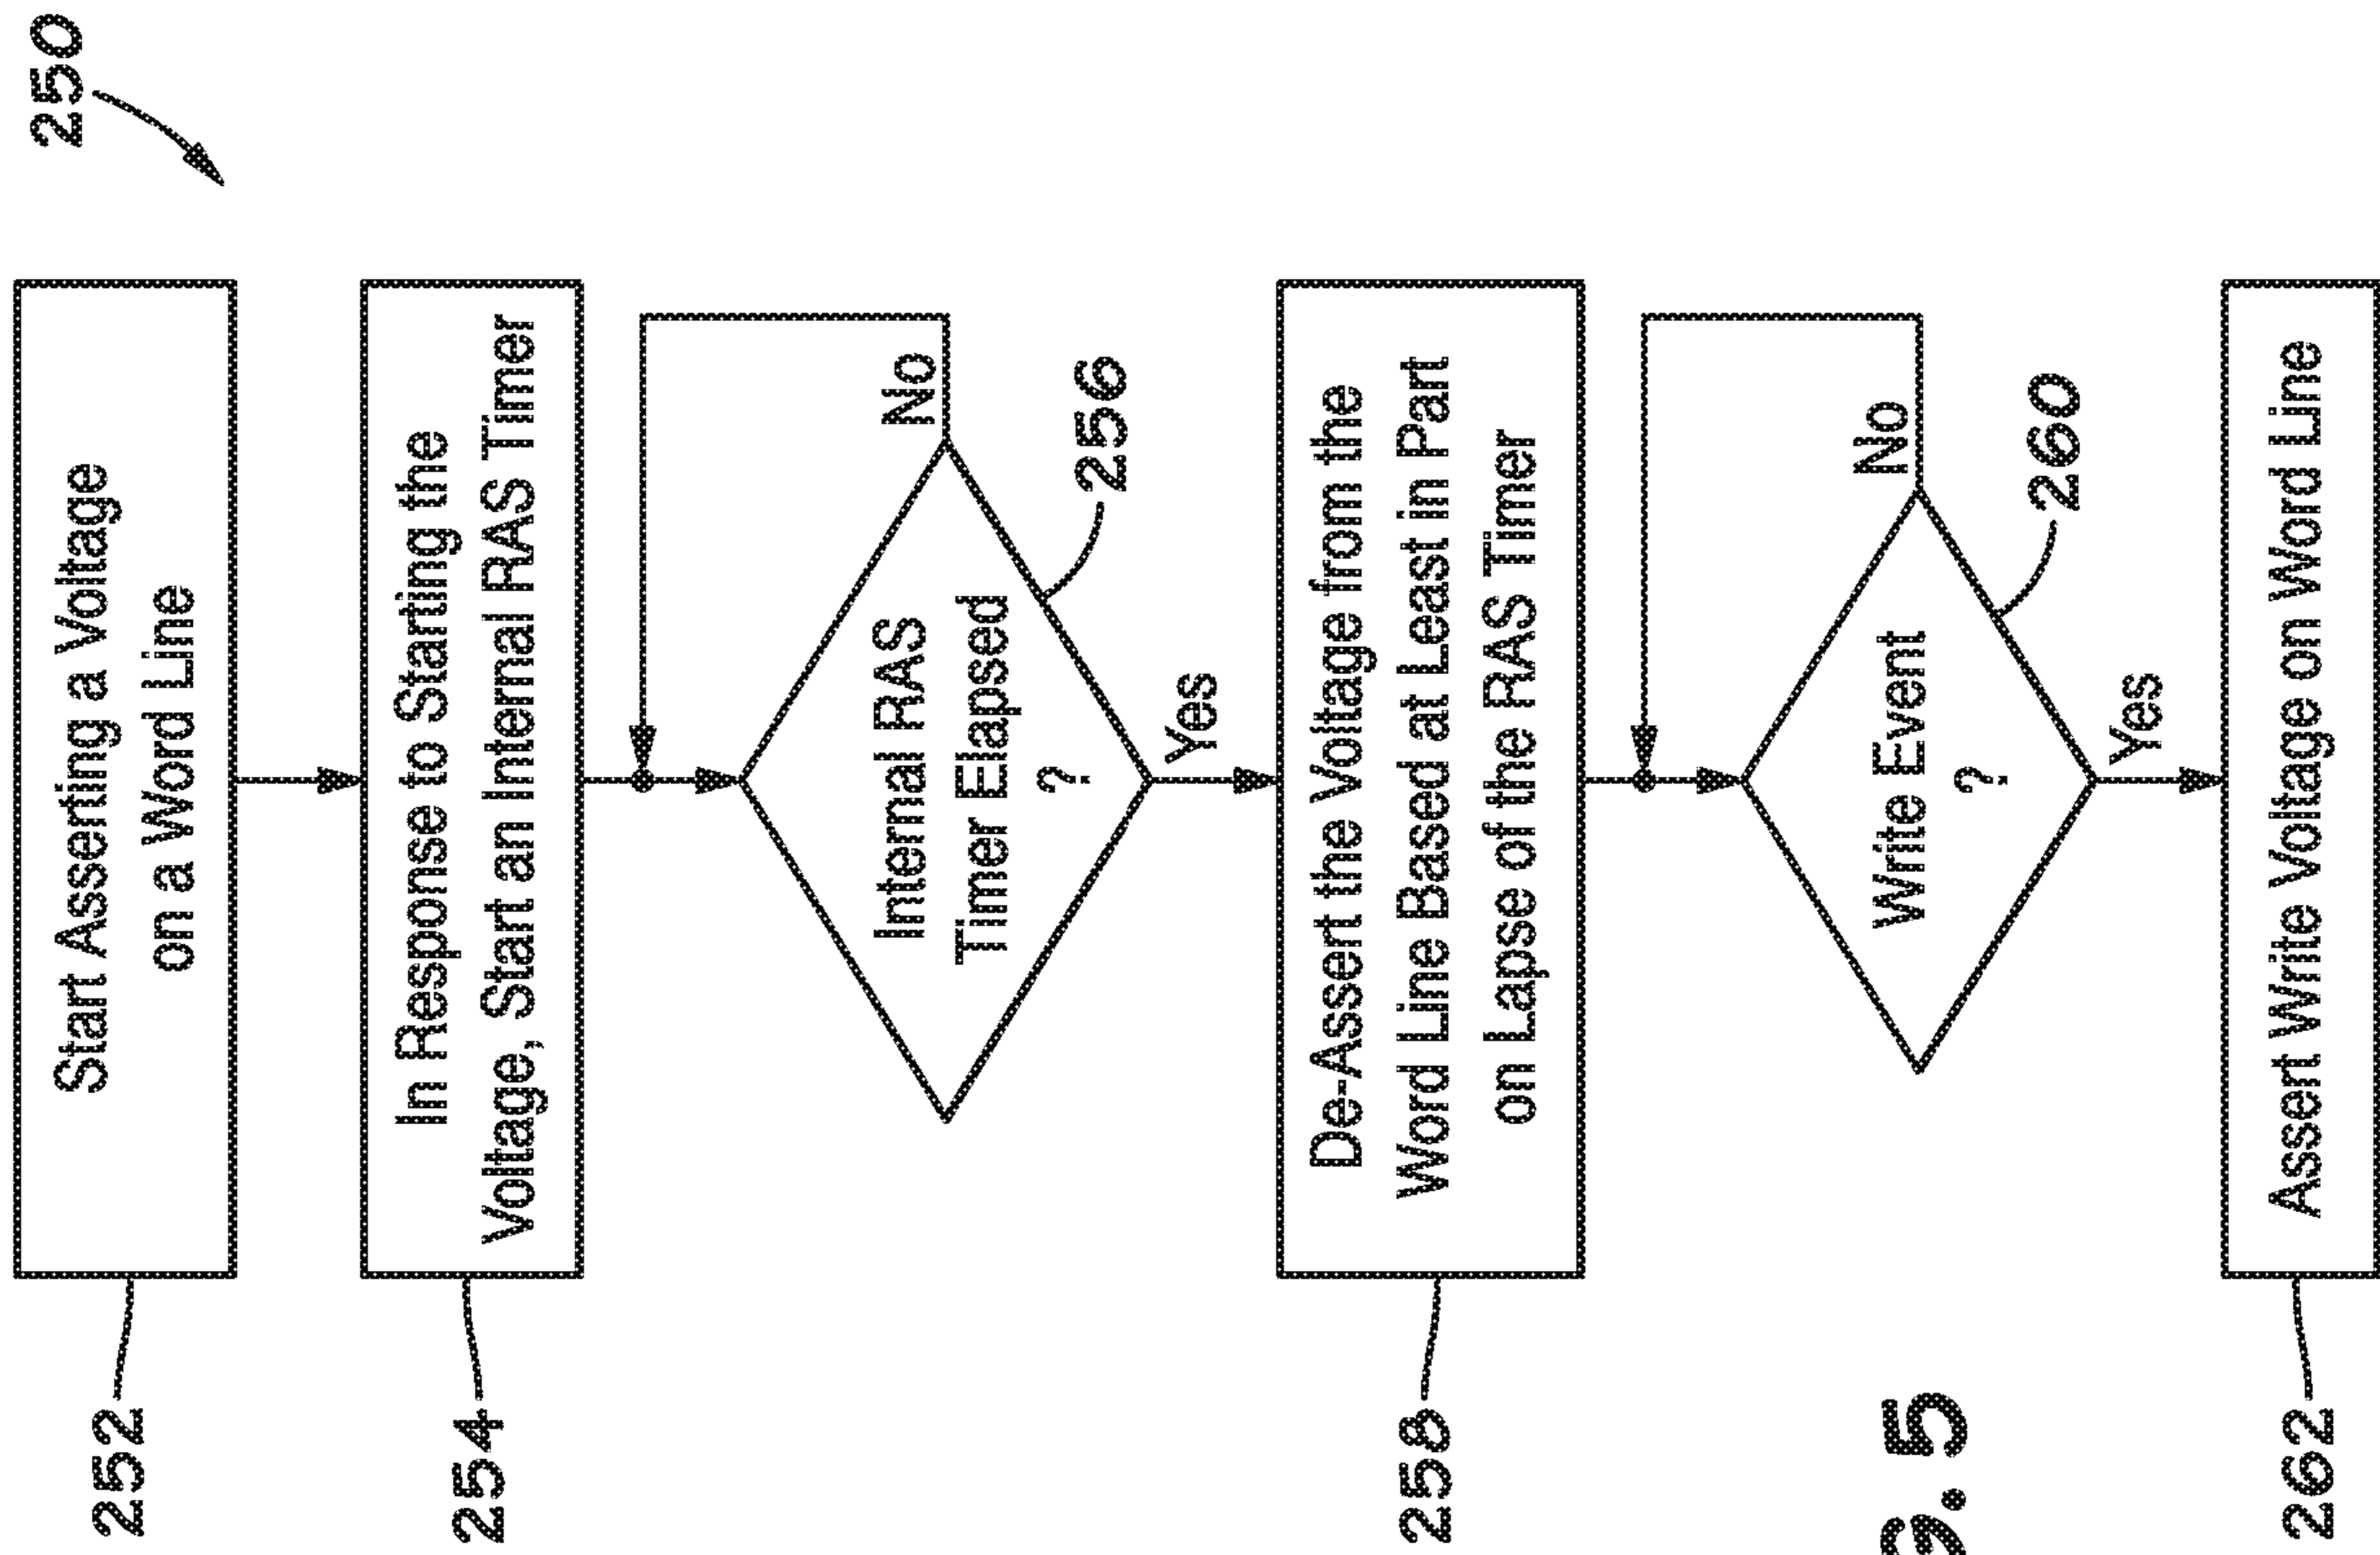 250
252
Start Asserting a Voltage
on a Word Line
254
In Response to Starting the
Voltage, Start an Internal RAS Timer
Internal RAS
Timer Elapsed
?
No
256
Yes
258
De-Assert the Voltage from the
Word Line Based at Least in Part
on Lapse of the RAS Timer
Write Event
?
No
260
Yes
262
Assert Write Voltage on Word Line
5